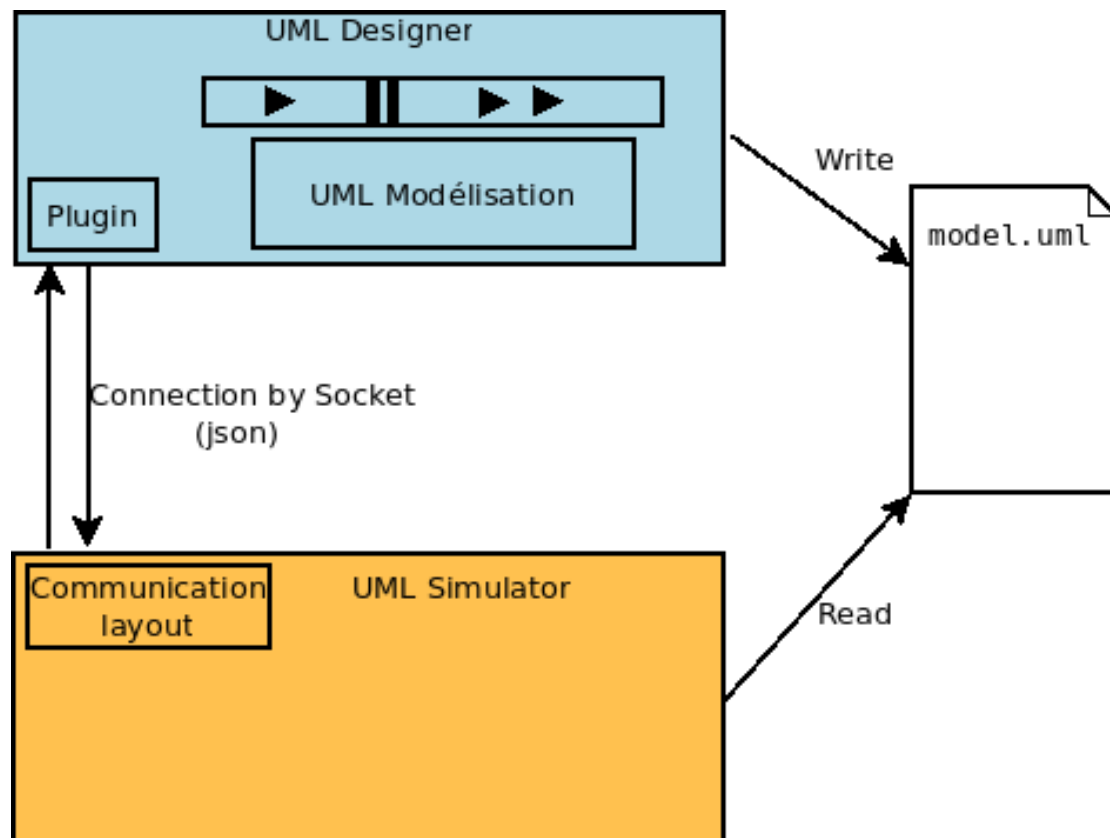 UML Designer
UML Modélisation
Plugin
Write
model.uml
Connection by Socket
(json)
Communication
layout
UML Simulator
Read